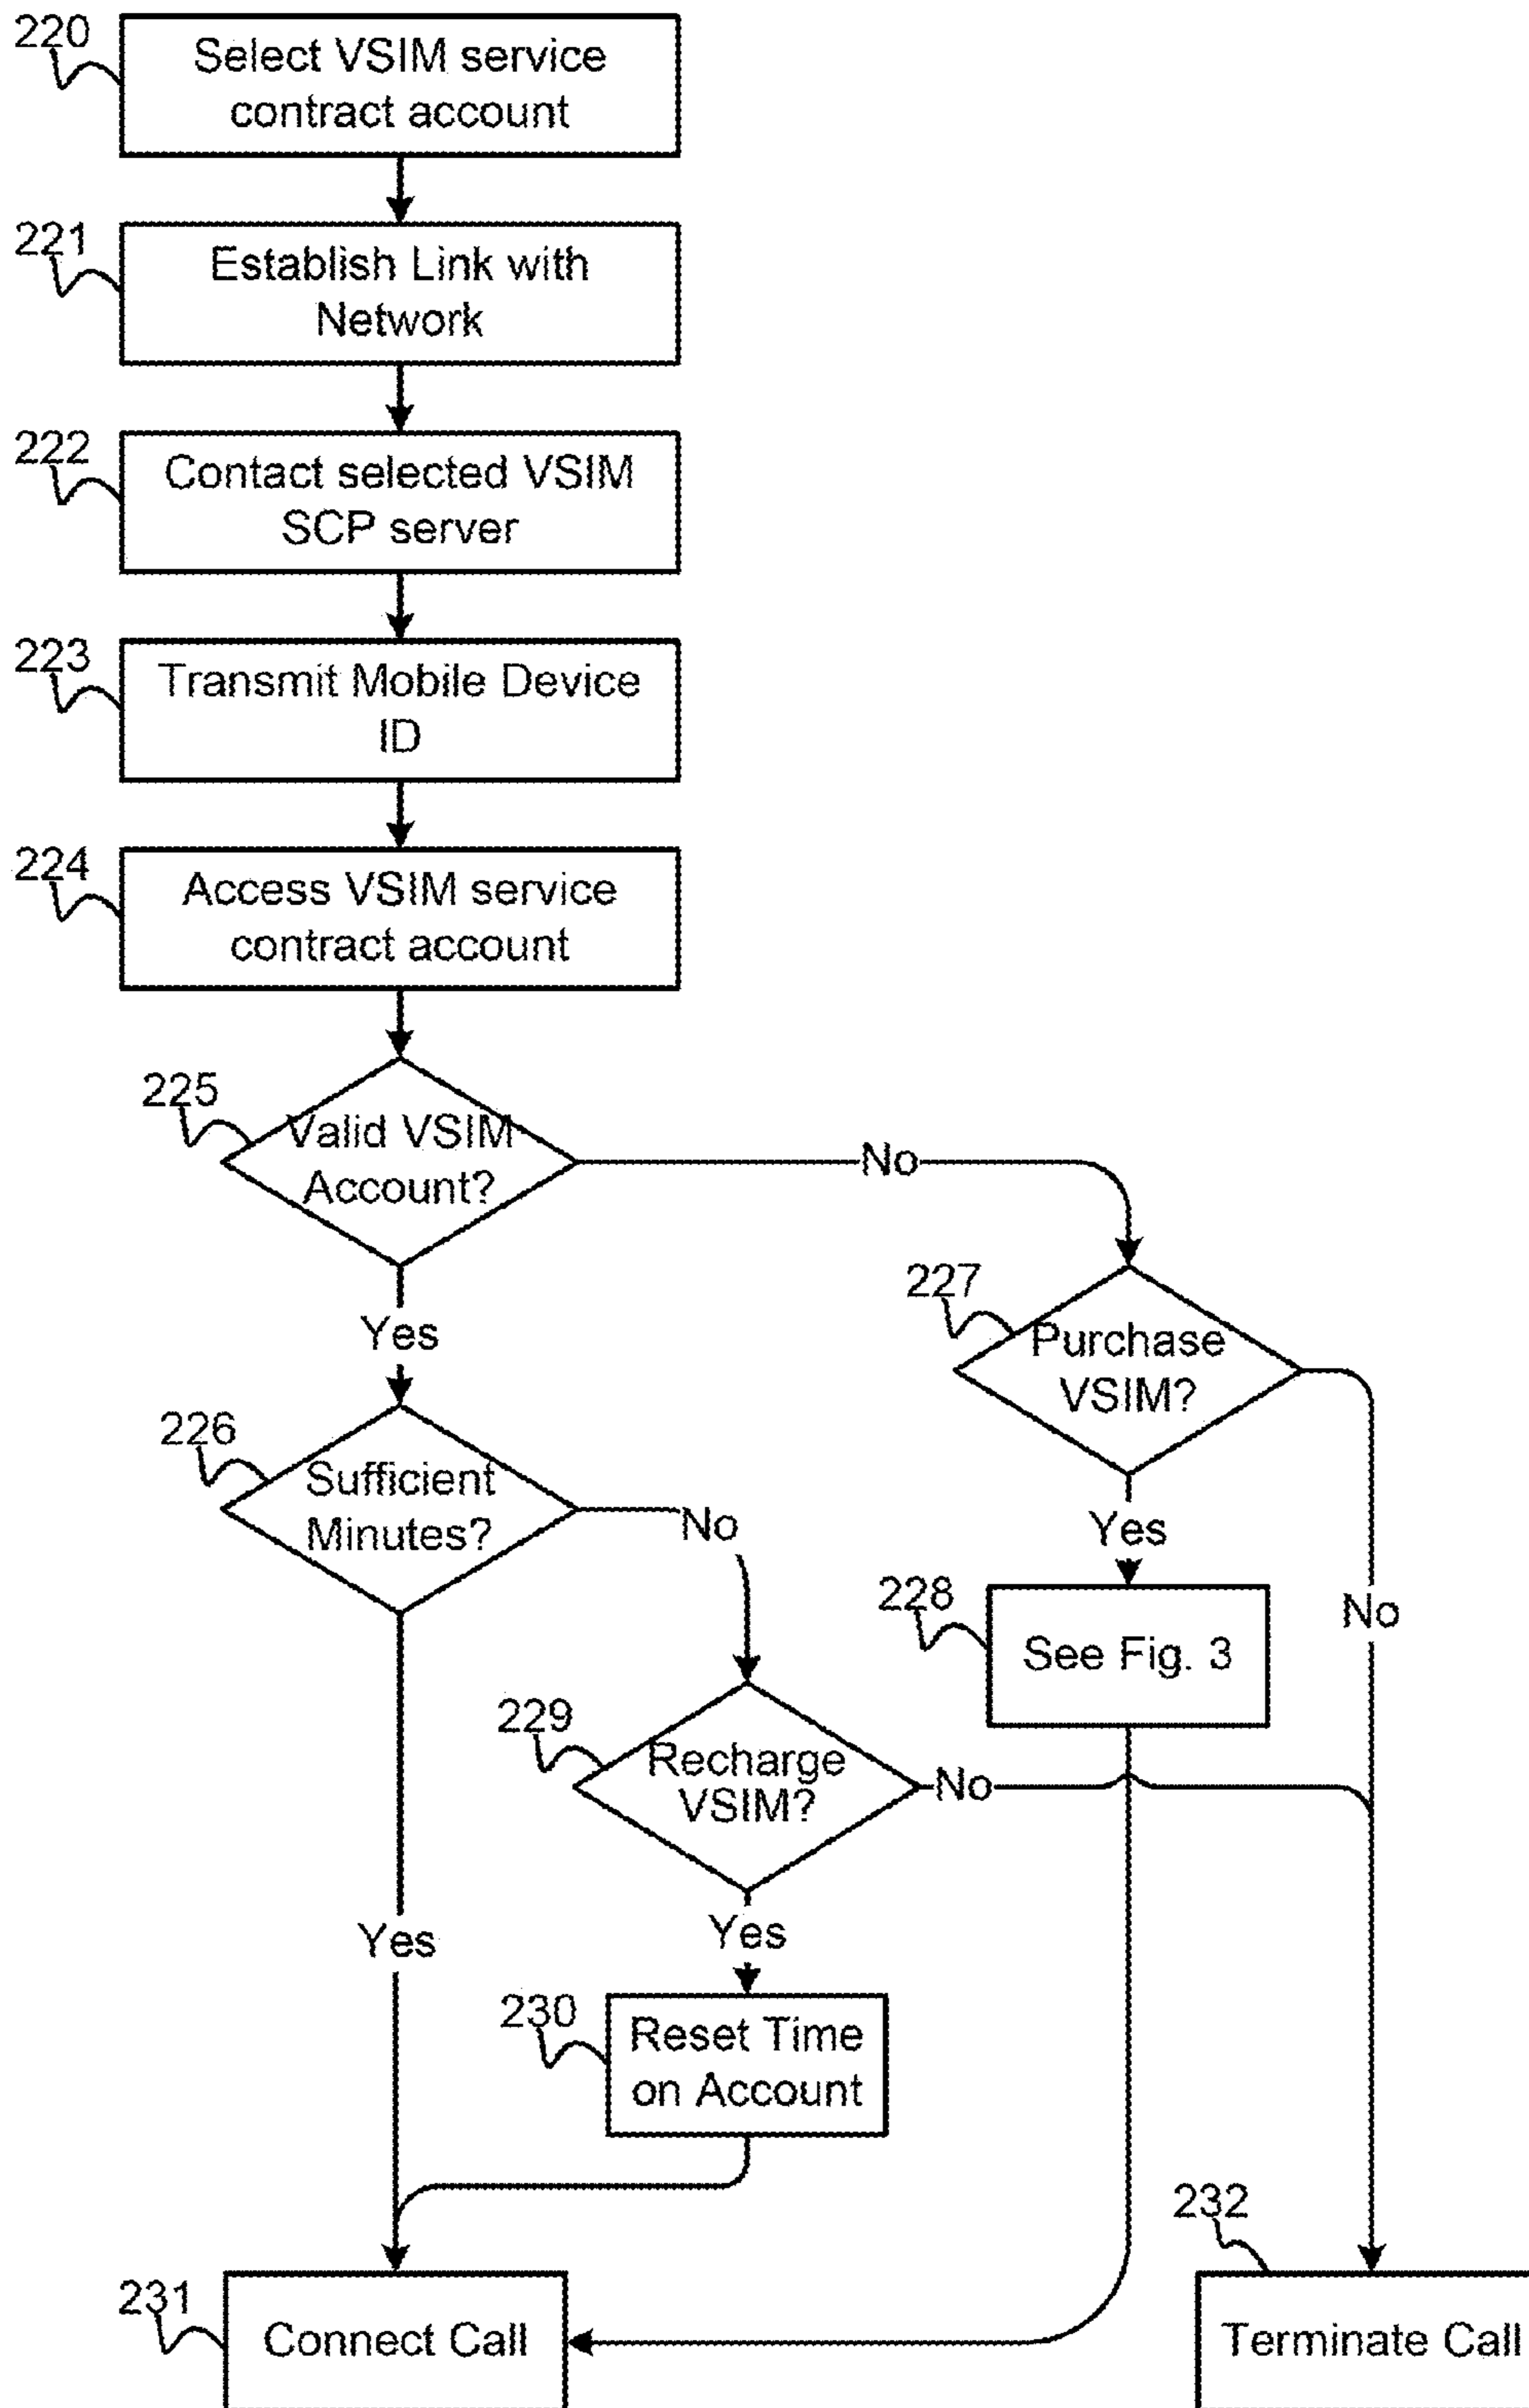 220
Select VSIM service
contract account
221
Establish Link with
Network
222
Contact selected VSIM
SCP server
223
Transmit Mobile Device
ID
224
Access VSIM service
contract account
225
Valid VSIM
Account?
No
Yes
227
Purchase
VSIM?
226
Sufficient
Minutes?
No
Yes
228
See Fig. 3
No
229
Recharge
VSIM?
No
Yes
Yes
230
Reset Time
on Account
232
231
Connect Call
Terminate Call